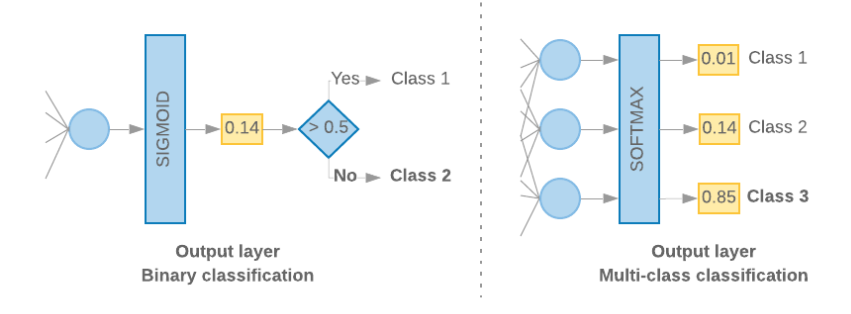 SIGMOID
0.14
> 0.5
Yes
Class 1
No
Class 2
Output layer
Binary classification
SOFTMAX
0.01
Class 1
0.14
Class 2
0.85
Class 3
Output layer
Multi-class classification